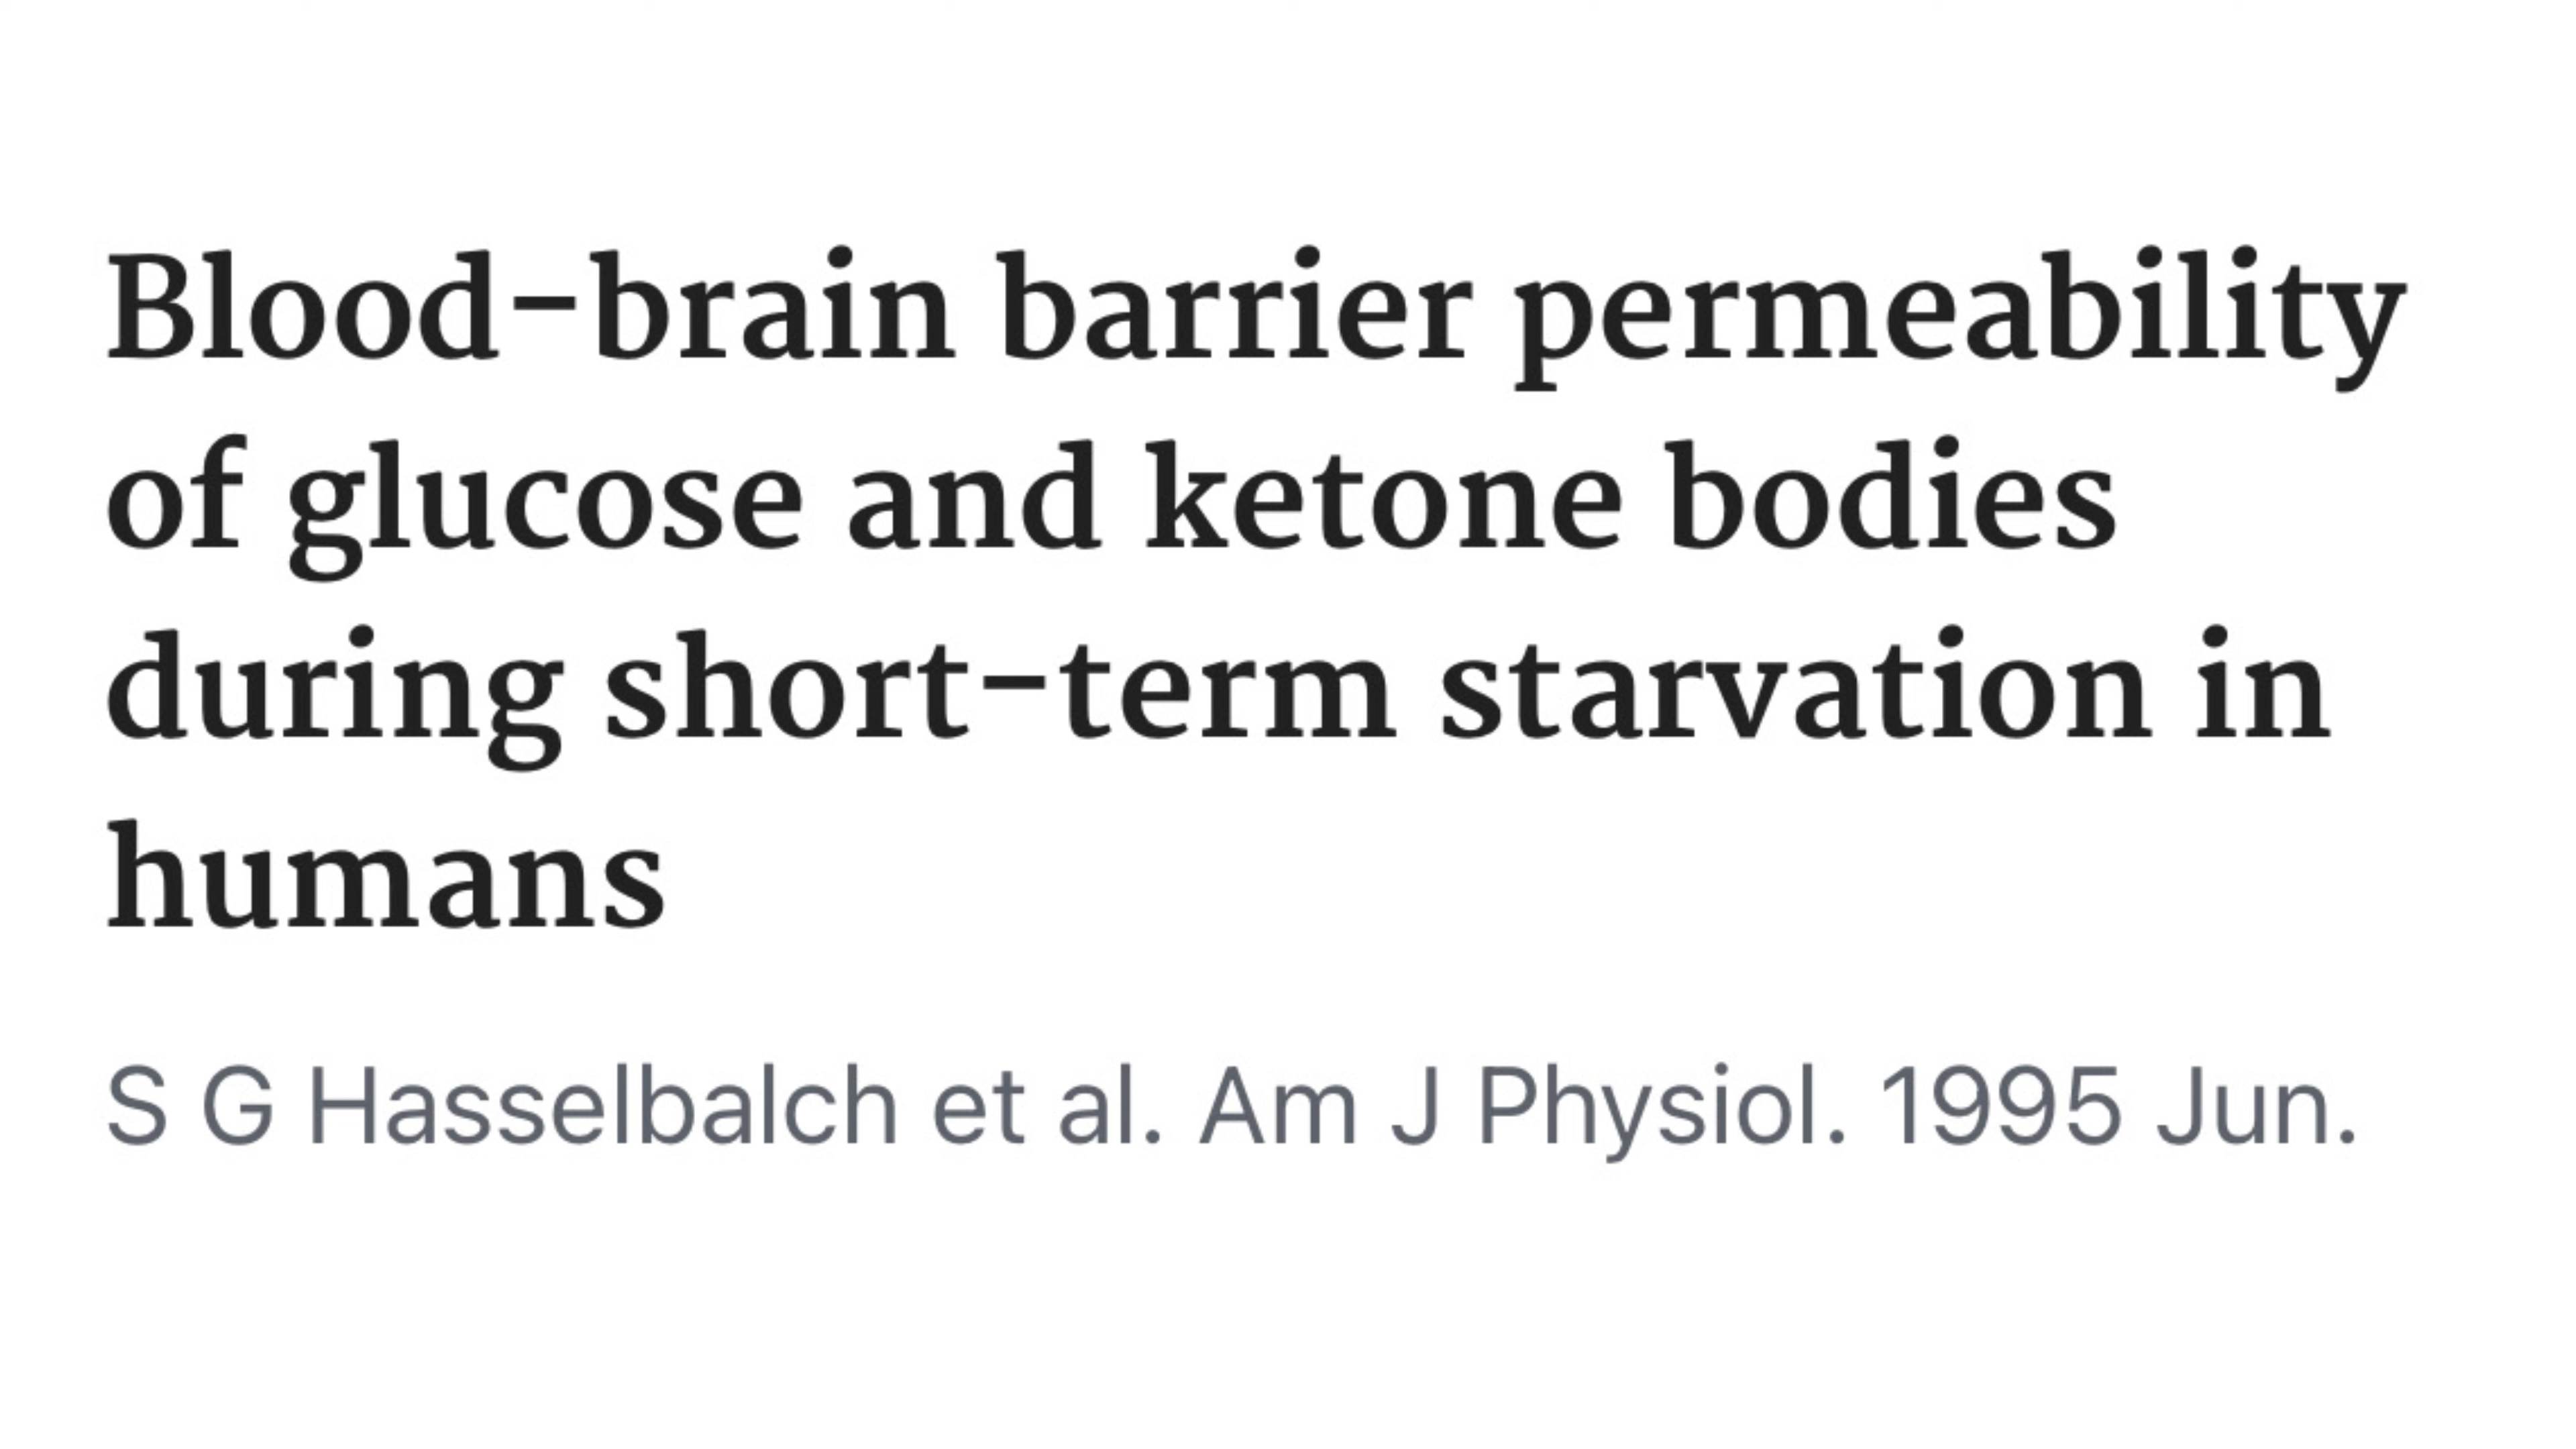 Blood-brain barrier permeability
of glucose and ketone bodies
during short-term starvation in
humans
S G Hasselbalch et al. Am J Physiol. 1995 Jun.